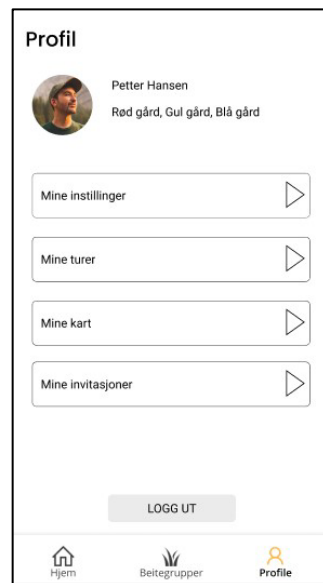 Profil
Petter Hansen
Rød gård, Gul gård, Blå gård
Mine instillinger
Mine turer
Mine kart
Mine invitasjoner
LOGG UT
Hjem
Beitegrupper
Profile